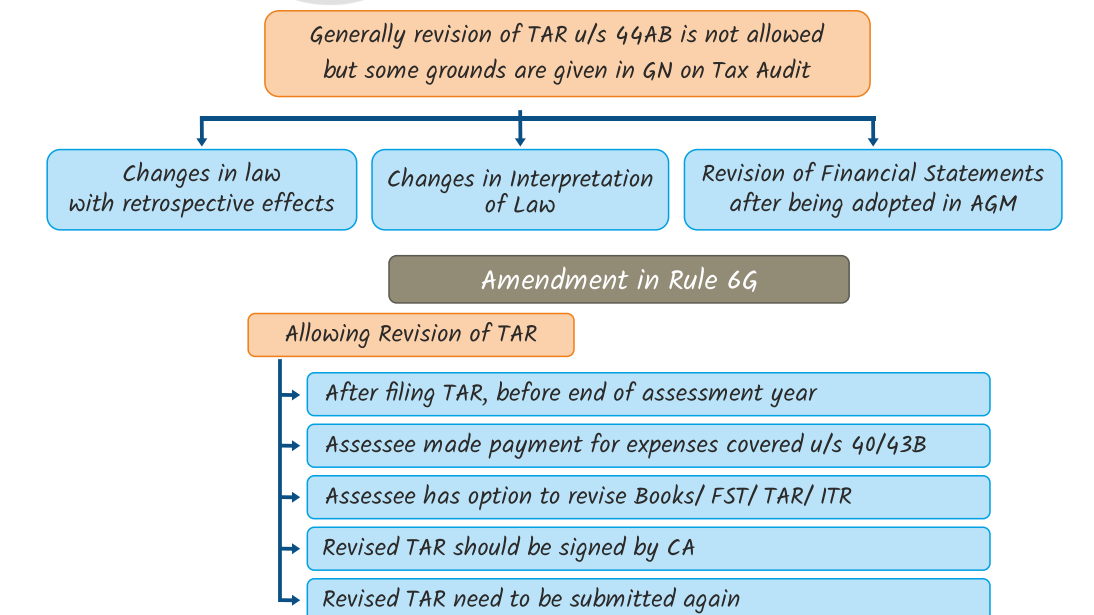 Generally revision of TAR u/s 44AB is not allowed
but some grounds are given in GN on Tax Audit
Changes in law
with retrospective effects
Changes in Interpretation
of Law
Revision of Financial Statements
after being adopted in AGM
Amendment in Rule 6G
Allowing Revision of TAR
After filing TAR, before end of assessment year
Assessee made payment for expenses covered u/s 40/43B
Assessee has option to revise Books/ FST/ TAR/ ITR
Revised TAR should be signed by CA
Revised TAR need to be submitted again